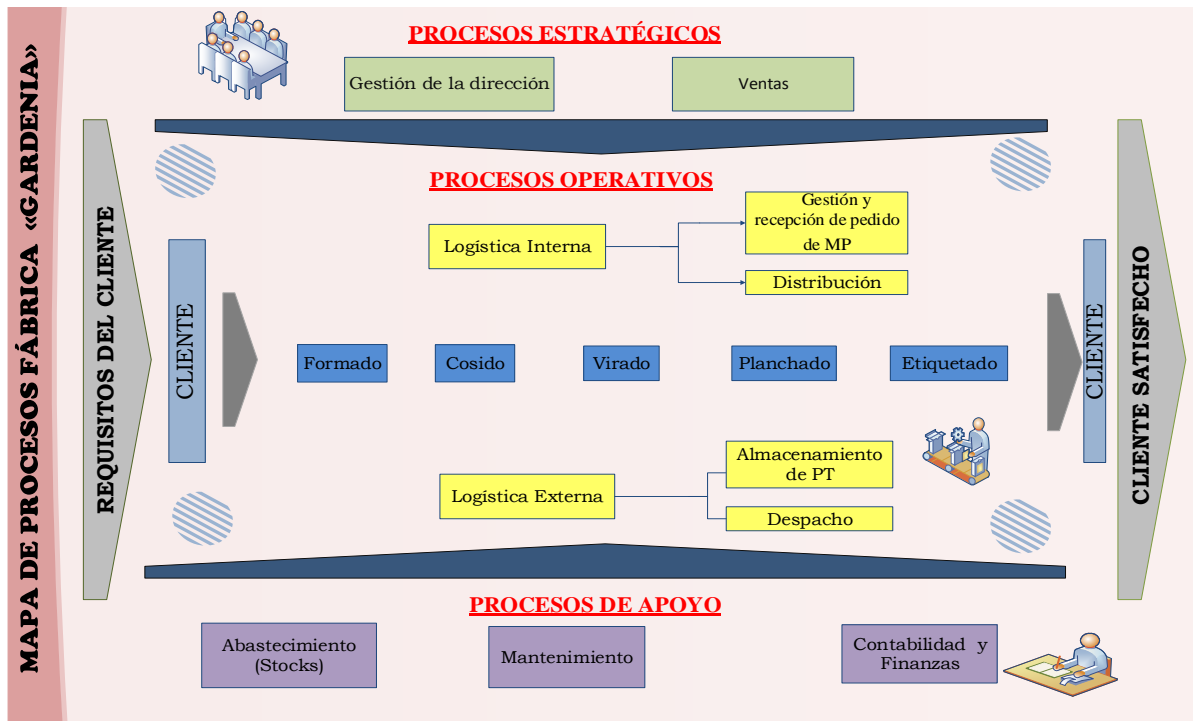 MAPA DE PROCESOS FÁBRICA «GARDENIA»
PROCESOS ESTRATÉGICOS
Gestión de la dirección
Ventas
REQUISITOS DEL CLIENTE
CLIENTE
PROCESOS OPERATIVOS
Logística Interna
Gestión y
recepción de pedido
de MP
Distribución
Formado
Cosido
Virado
Planchado
Etiquetado
Logística Externa
Almacenamiento
de PT
Despacho
CLIENTE
CLIENTE SATISFECHO
PROCESOS DE APOYO
Abastecimiento
(Stocks)
Mantenimiento
Contabilidad y
Finanzas